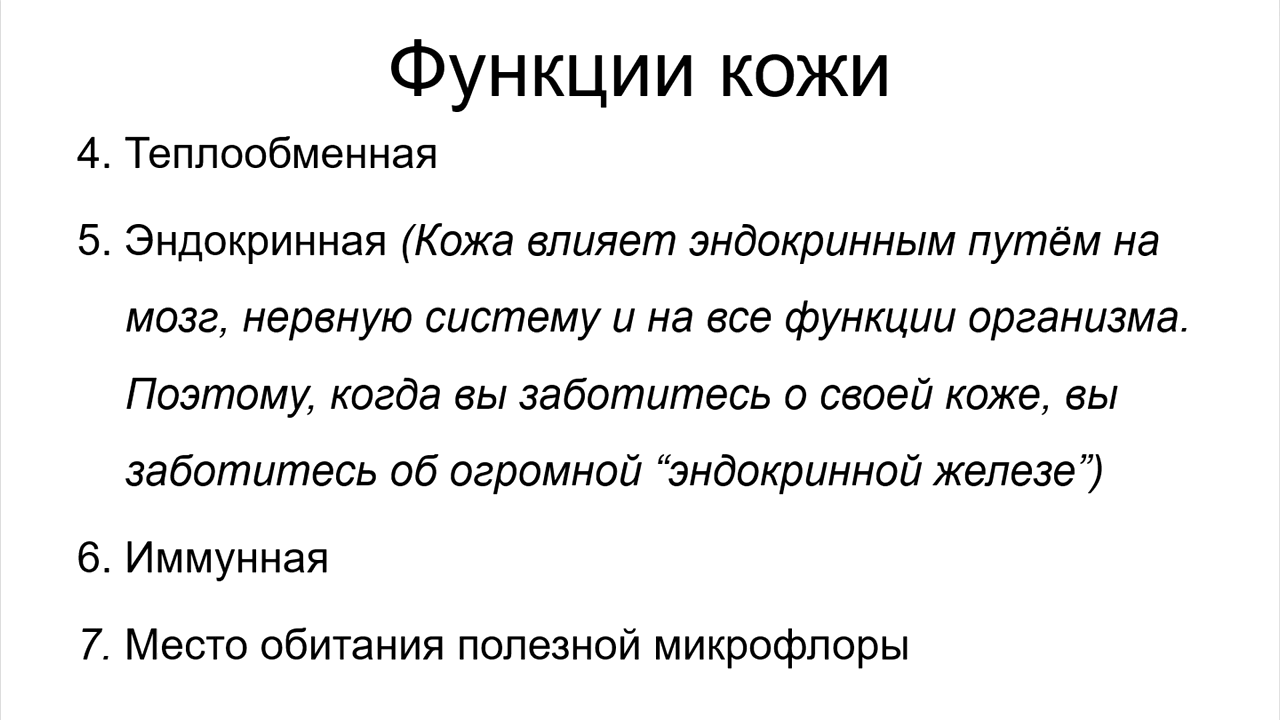 Функции кожи
4. Теплообменная
5. Эндокринная (Кожа влияет эндокринным путём на
мозг, нервную систему и на все функции организма.
Поэтому, когда вы заботитесь о своей коже, вы
заботитесь об огромной “эндокринной железе”)
6. Иммунная
7. Место обитания полезной микрофлоры